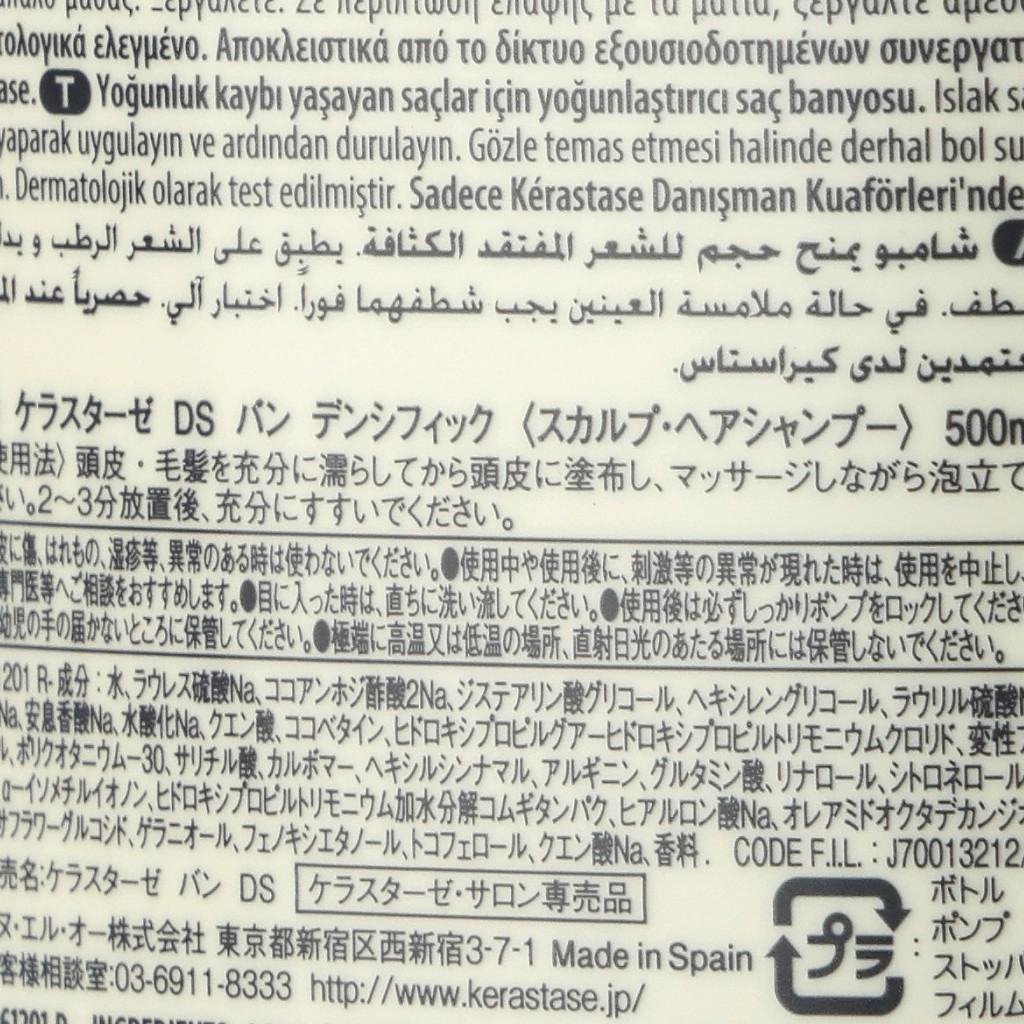 μαλλιά. Ξεβγάλετε. Σε περίπτωση επαφής με τα μάτια, ξεβγάλτε
ελεγμένο. Αποκλειστικά από το δίκτυο εξουσιοδοτημένων
ase. T Yoğunluk kaybı yaşayan saçlar için yoğunlaştırıcı saç banyosu. Islak
yaparak uygulayın ve ardından durulayın. Gözle temas etmesi halinde derhal bol su
Dermatolojik olarak test edilmiştir. Sadece Kérastase Danışman Kuaförleri'nde
شامبو يمنح حجم للشعر المفتقد الكثافة. يطبق على الشعر الرطب و
في حالة ملامسة العينين يجب شطفهما فوراً. اختبار آلي. حصرياً عند
لدى كيراستاس.
ケラスターゼ DS バン デンシフィック 〈スカルプ・ヘアシャンプー〉 500m
使用法〉頭皮・毛髪を充分に濡らしてから頭皮に塗布し、マッサージしながら泡立て
さい。2〜3分放置後、充分にすすいでください。
皮に傷、はれもの、湿疹等、異常のある時は使わないでください。●使用中や使用後に、刺激等の異常が現れた時は、使用を中止し、
専門医等へご相談をおすすめします。●目に入った時は、直ちに洗い流してください。●使用後は必ずしっかりポンプをロックしてくださ
幼児の手の届かないところに保管してください。●極端に高温又は低温の場所、直射日光のあたる場所には保管しないでください。
1201 R- 成分：水、ラウレス硫酸Na、ココアンホジ酢酸2Na、ジステアリン酸グリコール、ヘキシレングリコール、ラウリル硫酸
Na、安息香酸Na、水酸化Na、クエン酸、ココベタイン、ヒドロキシプロピルグアーヒドロキシプロピルトリモニウムクロリド、変性
ル、ポリクオタニウム-30、サリチル酸、カルボマー、ヘキシルシンナマル、アルギニン、グルタミン酸、リナロール、シトロネロール
α-イソメチルイオノン、ヒドロキシプロピルトリモニウム加水分解コムギタンパク、ヒアルロン酸Na、オレアミドオクタデカンジオ
サフラワーグルコシド、ゲラニオール、フェノキシエタノール、トコフェロール、クエン酸Na、香料． CODE F.I.L. : J70013212
売名:ケラスターゼ バン DS ケラスターゼ・サロン専売品
ヌ・エル・オー株式会社 東京都新宿区西新宿3-7-1 Made in Spain
客様相談室:03-6911-8333 http://www.kerastase.jp/
プラ : ボトル
ポンプ
ストッパ
フィルム
61201 R